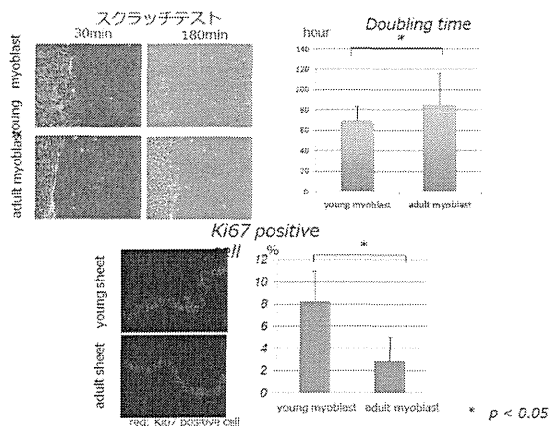 スクラッチテスト
30min 180min
young myoblast
adult myoblast
Doubling time
hour
140
120
100
80
60
40
20
0
*
young myoblast adult myoblast
Ki67 positive cell
young sheet
adult sheet
red: Ki67 positive cell
%
12
10
8
6
4
2
0
*
young myoblast adult myoblast
* p < 0.05